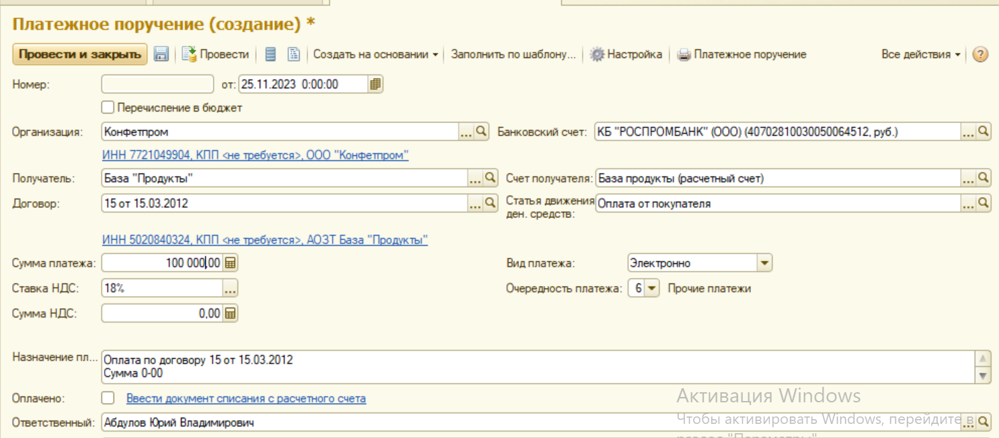 Платежное поручение (создание) *
Провести и закрыть Провести Создать на основании Заполнить по шаблону... Настройка Платежное поручение Все действия ?
Номер: от: 25.11.2023 0:00:00
Перечисление в бюджет
Организация: Конфетпром ... Банковский счет: КБ "РОСПРОМБАНК" (ООО) (40702810030050064512, руб.) ...
ИНН 7721049904, КПП <не требуется>, ООО "Конфетпром"
Получатель: База "Продукты" ... Счет получателя: База продукты (расчетный счет) ...
Договор: 15 от 15.03.2012 ... Статья движения Оплата от покупателя ...
ден. средств:
ИНН 5020840324, КПП <не требуется>, АОЗТ База "Продукты"
Сумма платежа: 100 000,00 Вид платежа: Электронно
Ставка НДС: 18% ... Очередность платежа: 6 Прочие платежи
Сумма НДС: 0,00
Назначение пл... Оплата по договору 15 от 15.03.2012
Сумма 0-00
Оплачено: Ввести документ списания с расчетного счета
Активация Windows
Ответственный: Абдулов Юрий Владимирович ...
Чтобы активировать Windows, перейдите в
раздел "Параметры"